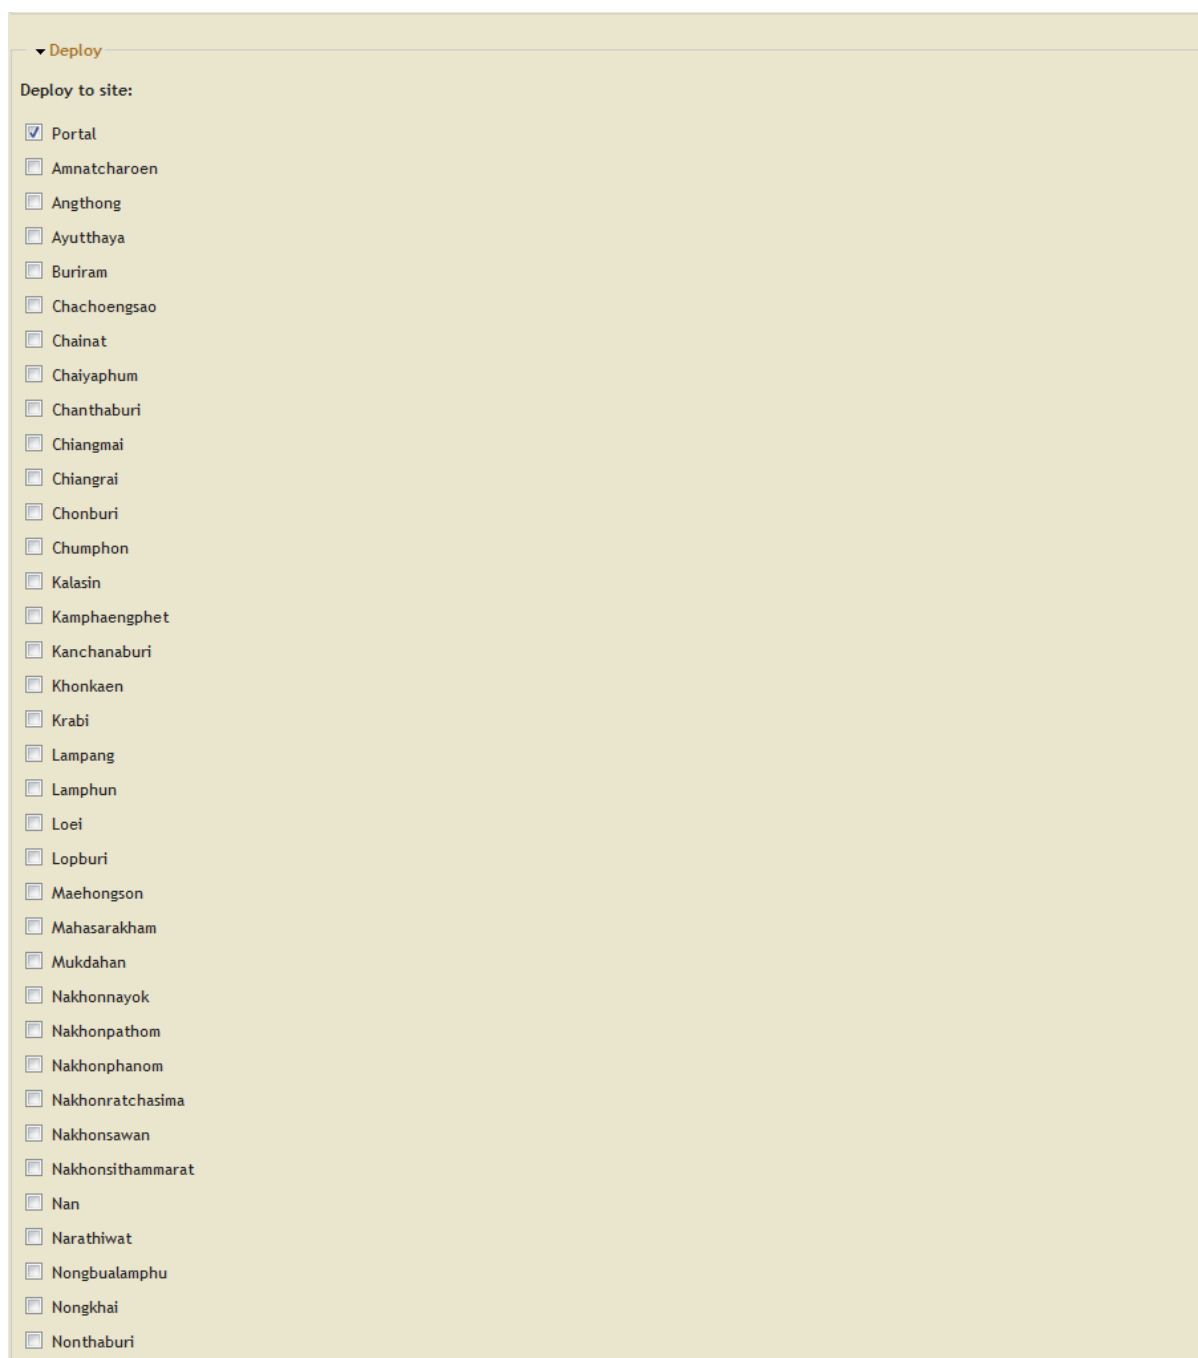 Deploy
Deploy to site:
Portal
Amnatcharoen
Angthong
Ayutthaya
Buriram
Chachoengsao
Chainat
Chaiyaphum
Chanthaburi
Chiangmai
Chiangrai
Chonburi
Chumphon
Kalasin
Kamphaengphet
Kanchanaburi
Khonkaen
Krabi
Lampang
Lamphun
Loei
Lopburi
Maehongson
Mahasarakham
Mukdahan
Nakhonnayok
Nakhonpathom
Nakhonphanom
Nakhonratchasima
Nakhonsawan
Nakhonsithammarat
Nan
Narathiwat
Nongbualamphu
Nongkhai
Nonthaburi